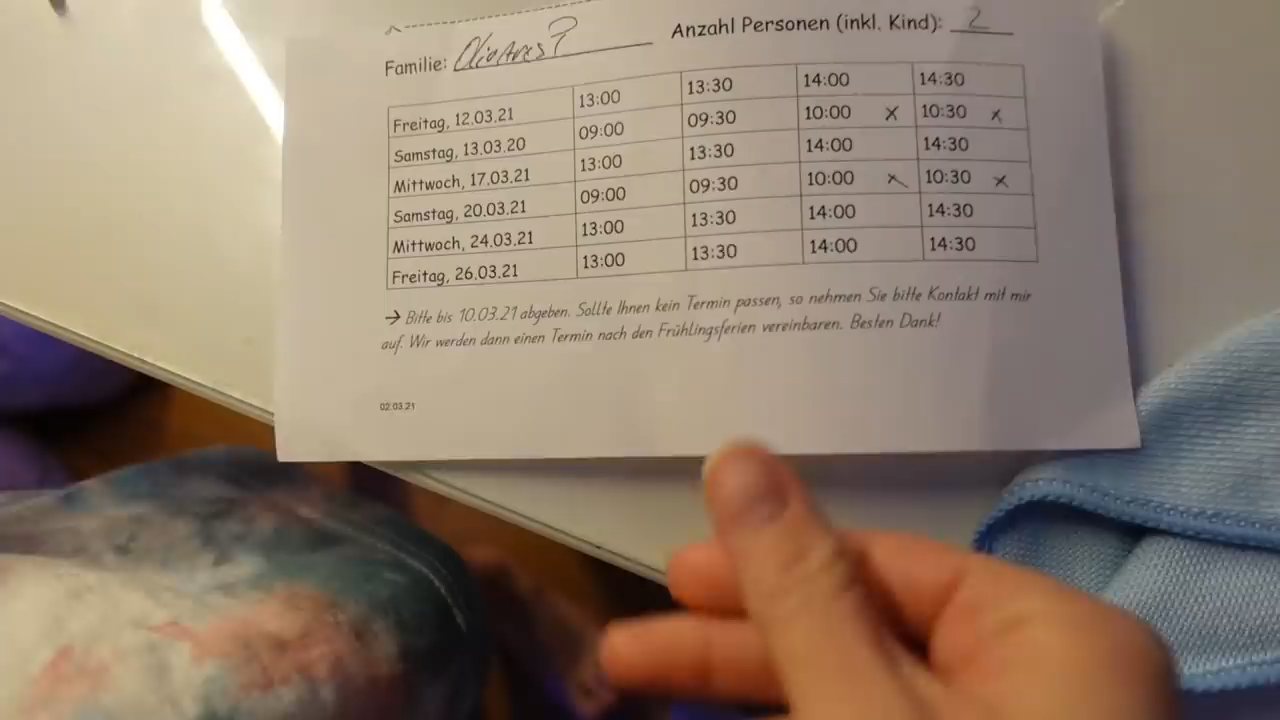 Familie: Anzahl Personen (inkl. Kind): 2
Freitag, 12.03.21 13:00 13:30 14:00 14:30
Samstag, 13.03.20 09:00 09:30 10:00 x 10:30 x
Mittwoch, 17.03.21 13:00 13:30 14:00 14:30
Samstag, 20.03.21 09:00 09:30 10:00 x 10:30 x
Mittwoch, 24.03.21 13:00 13:30 14:00 14:30
Freitag, 26.03.21 13:00 13:30 14:00 14:30
→ Bitte bis 10.03.21 abgeben. Sollte Ihnen kein Termin passen, so nehmen Sie bitte Kontakt mit mir
auf. Wir werden dann einen Termin nach den Frühlingsferien vereinbaren. Besten Dank!
02.03.21